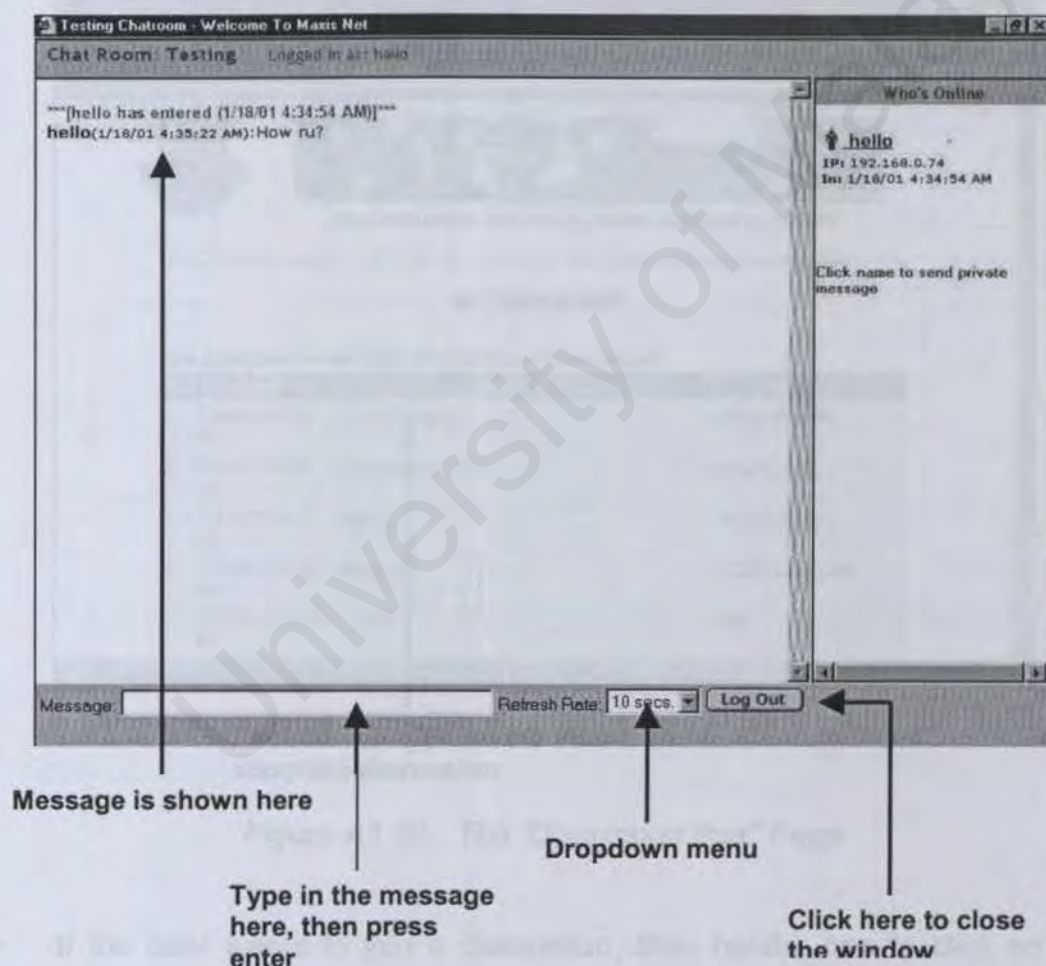 Testing Chatroom - Welcome To Maxis Net
Chat Room: Testing Logged in as: hello
***[hello has entered (1/18/01 4:34:54 AM)]***
hello(1/18/01 4:35:22 AM):How ru?
Who's Online
hello
IP: 192.168.0.74
In: 1/18/01 4:34:54 AM
Click name to send private
message
Message:
Refresh Rate: 10 secs. Log Out
Message is shown here
Dropdown menu
Type in the message
here, then press
enter
Click here to close
the window
University of